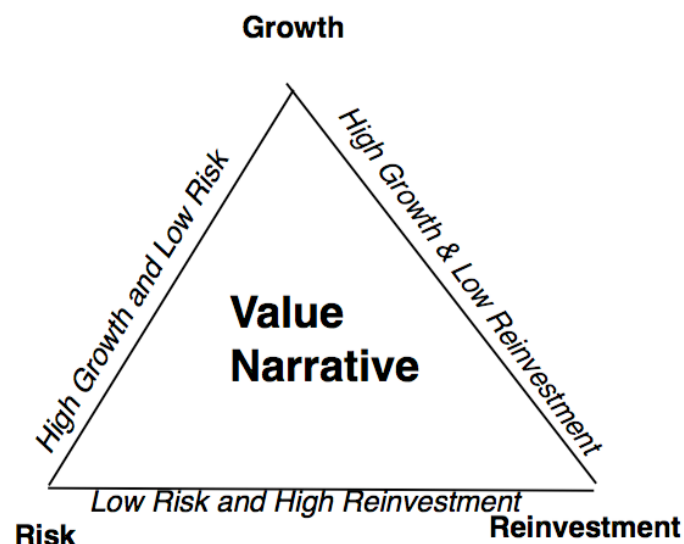 Growth
High Growth and Low Risk
High Growth & Low Reinvestment
Value
Narrative
Low Risk and High Reinvestment
Risk
Reinvestment